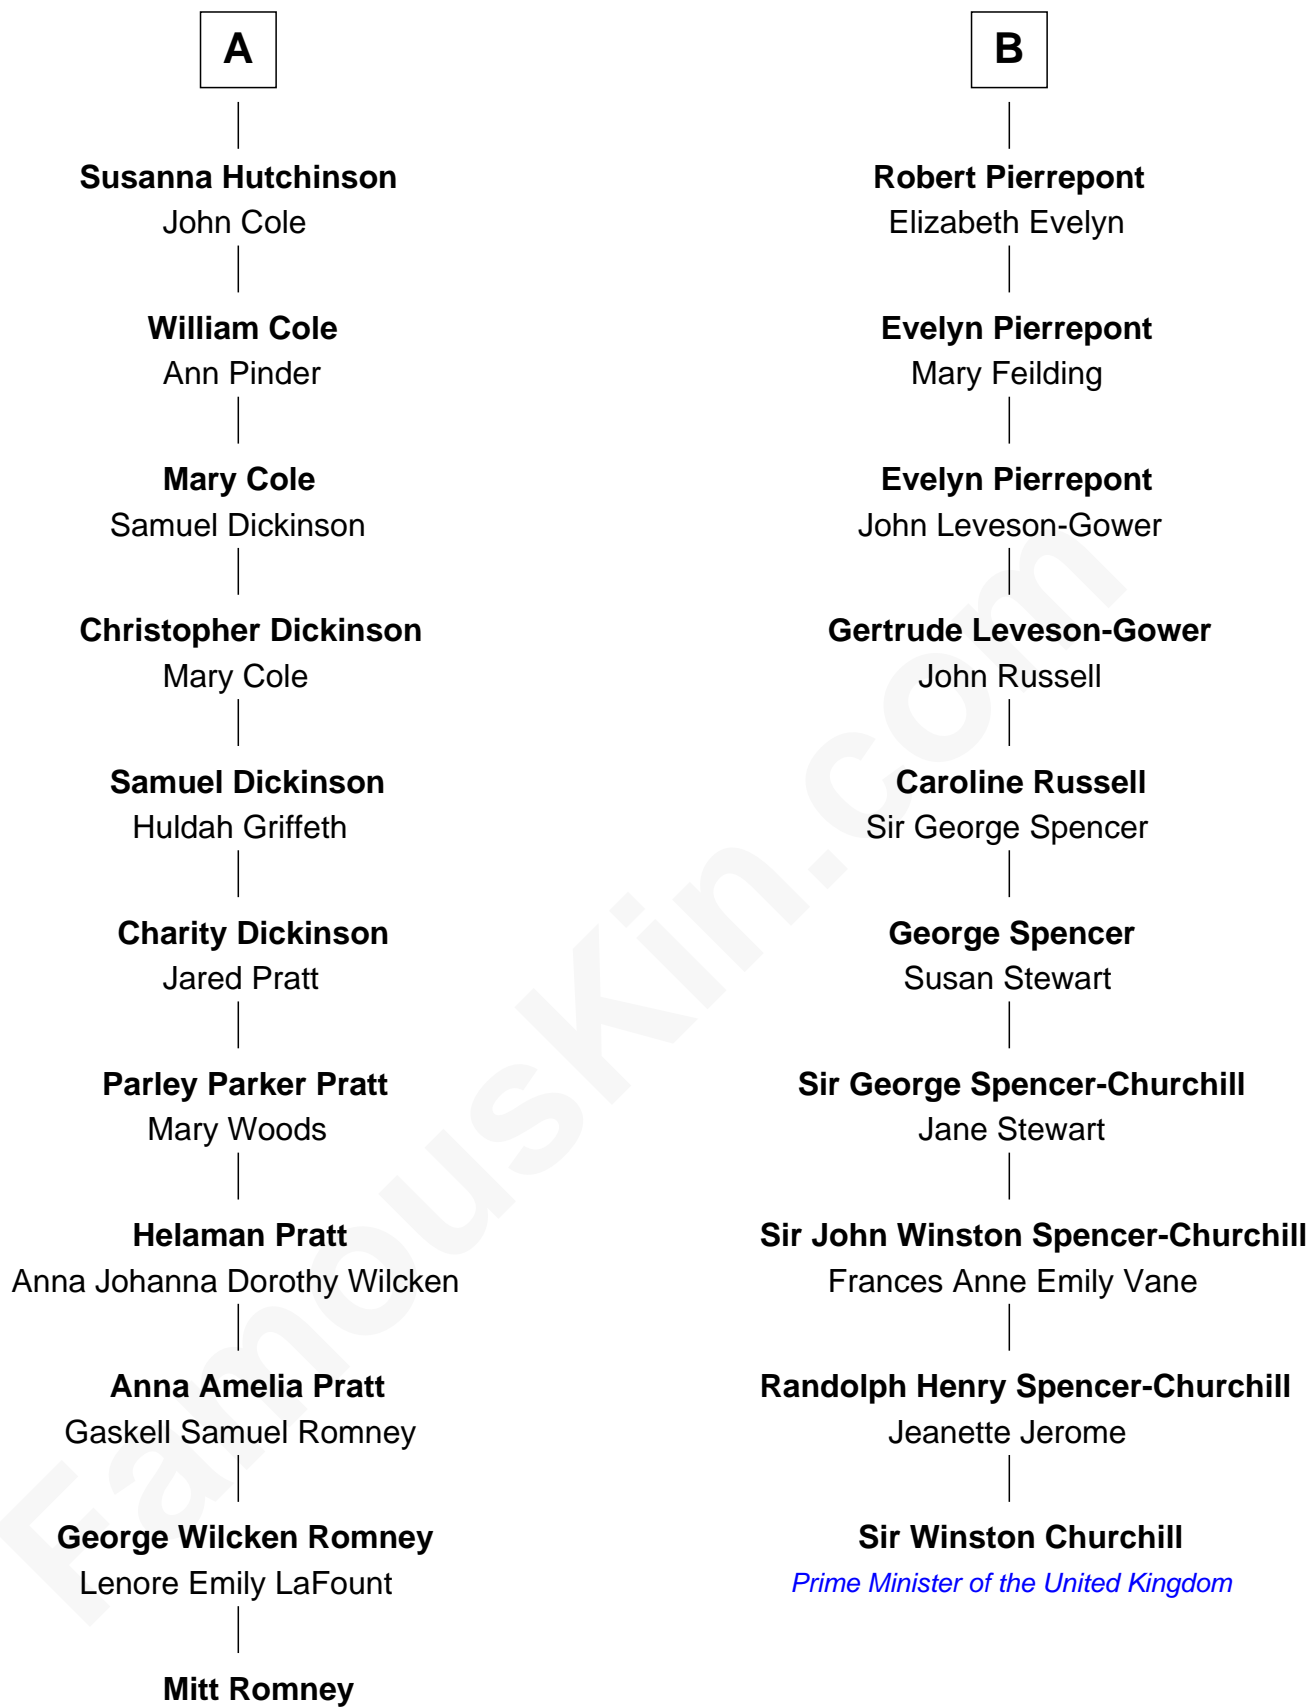 A
Susanna Hutchinson
John Cole
William Cole
Ann Pinder
Mary Cole
Samuel Dickinson
Christopher Dickinson
Mary Cole
Samuel Dickinson
Huldah Griffeth
Charity Dickinson
Jared Pratt
Parley Parker Pratt
Mary Woods
Helaman Pratt
Anna Johanna Dorothy Wilcken
Anna Amelia Pratt
Gaskell Samuel Romney
George Wilcken Romney
Lenore Emily LaFount
Mitt Romney
B
Robert Pierrepont
Elizabeth Evelyn
Evelyn Pierrepont
Mary Feilding
Evelyn Pierrepont
John Leveson-Gower
Gertrude Leveson-Gower
John Russell
Caroline Russell
Sir George Spencer
George Spencer
Susan Stewart
Sir George Spencer-Churchill
Jane Stewart
Sir John Winston Spencer-Churchill
Frances Anne Emily Vane
Randolph Henry Spencer-Churchill
Jeanette Jerome
Sir Winston Churchill
Prime Minister of the United Kingdom
FamousKin.com